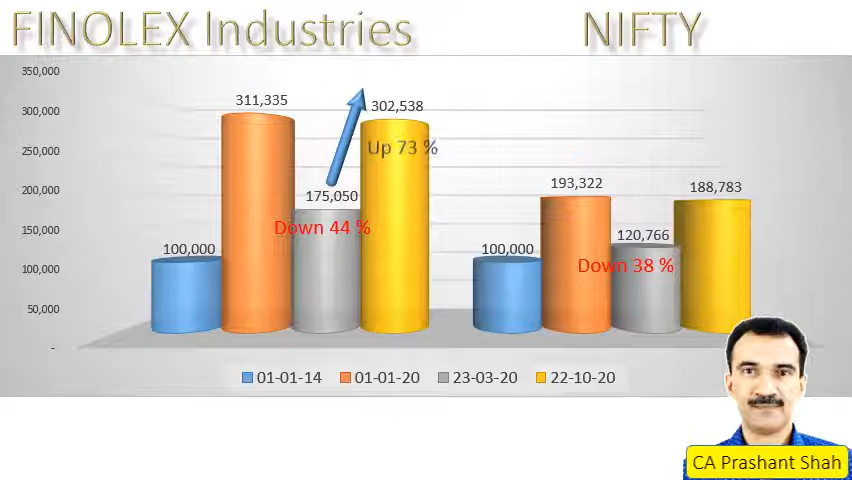 FINOLEX Industries NIFTY
350,000
300,000
250,000
200,000
150,000
100,000
50,000
-
311,335
302,538
Up 73 %
175,050
Down 44 %
100,000
193,322
188,783
120,766
100,000
Down 38 %
01-01-14 01-01-20 23-03-20 22-10-20
CA Prashant Shah